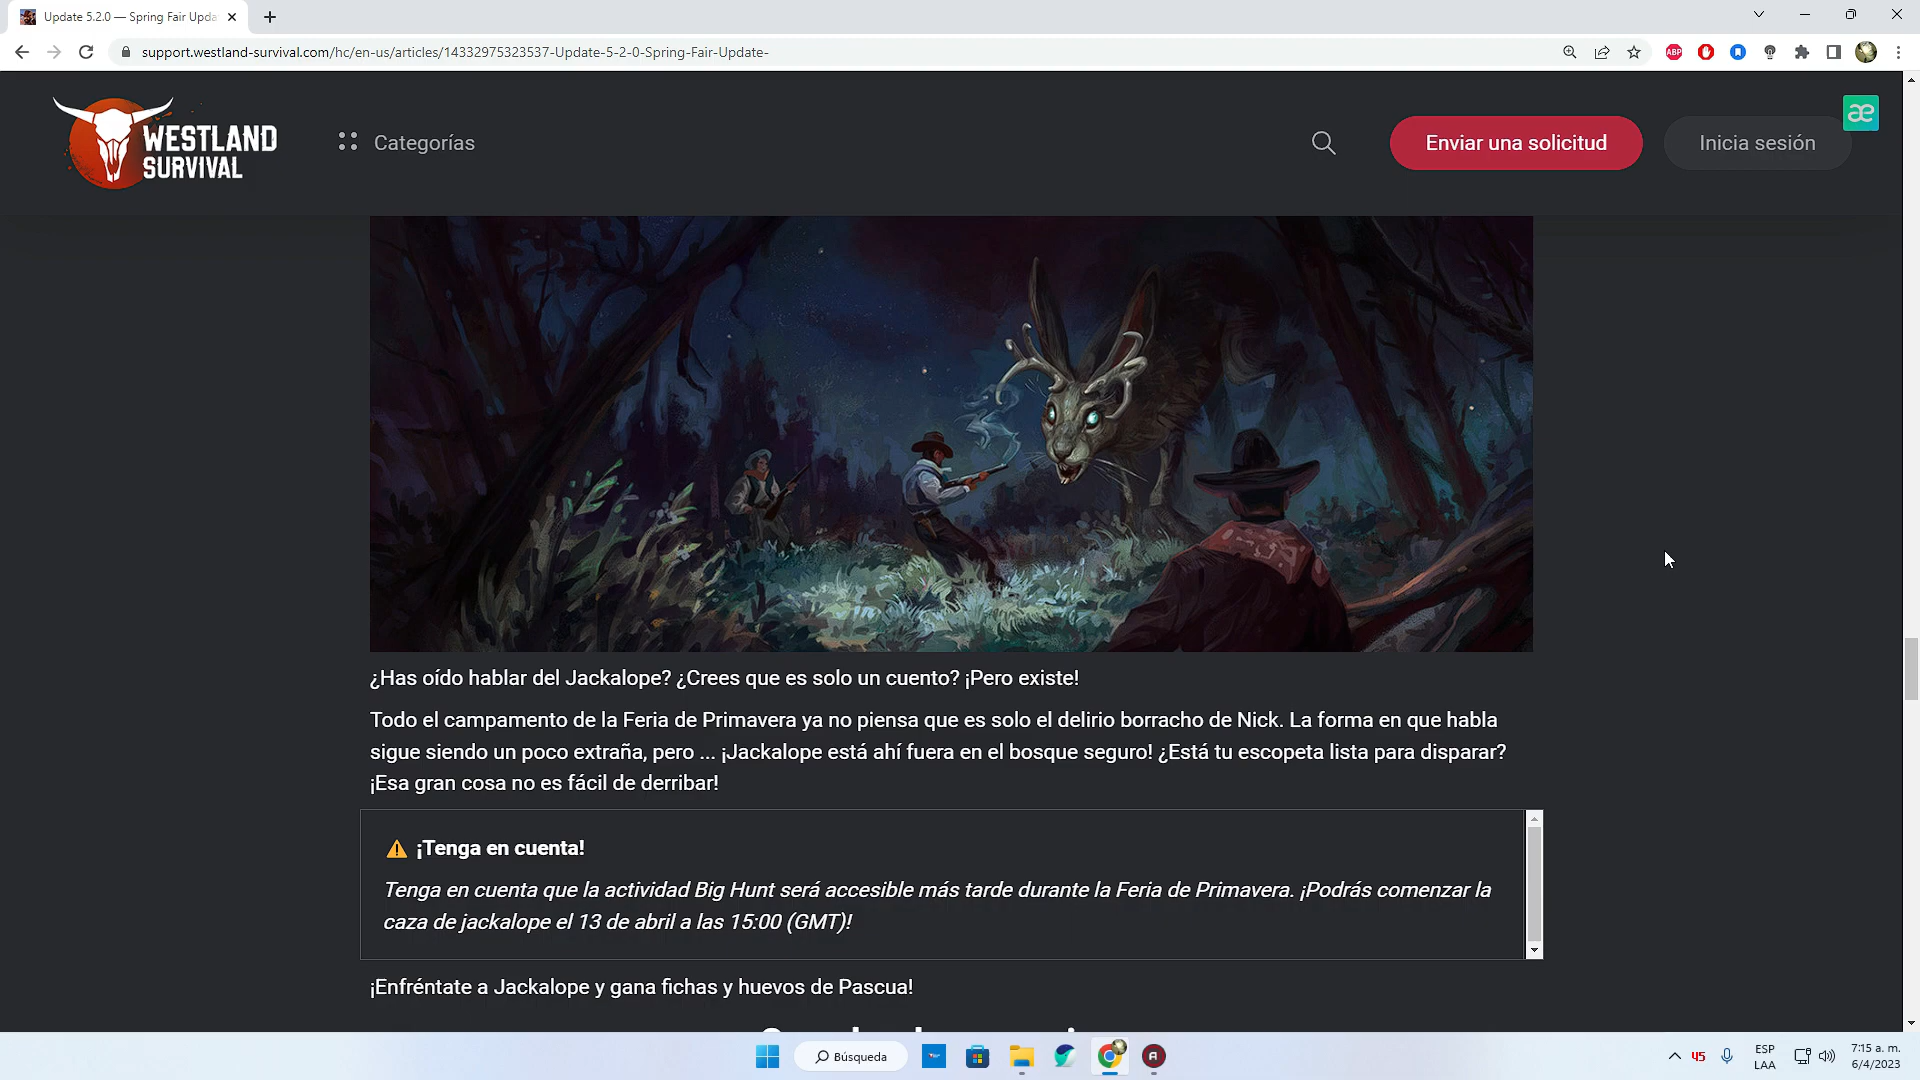 Update 5.2.0 — Spring Fair Upda
support.westland-survival.com/hc/en-us/articles/14332975323537-Update-5-2-0-Spring-Fair-Update-
ABP
WESTLAND
SURVIVAL
Categorías
Enviar una solicitud
Inicia sesión
æ
¿Has oído hablar del Jackalope? ¿Crees que es solo un cuento? ¡Pero existe!
Todo el campamento de la Feria de Primavera ya no piensa que es solo el delirio borracho de Nick. La forma en que habla
sigue siendo un poco extraña, pero ... ¡Jackalope está ahí fuera en el bosque seguro! ¿Está tu escopeta lista para disparar?
¡Esa gran cosa no es fácil de derribar!
¡Tenga en cuenta!
Tenga en cuenta que la actividad Big Hunt será accesible más tarde durante la Feria de Primavera. ¡Podrás comenzar la
caza de jackalope el 13 de abril a las 15:00 (GMT)!
¡Enfréntate a Jackalope y gana fichas y huevos de Pascua!
Búsqueda
A
45
ESP
LAA
7:15 a. m.
6/4/2023